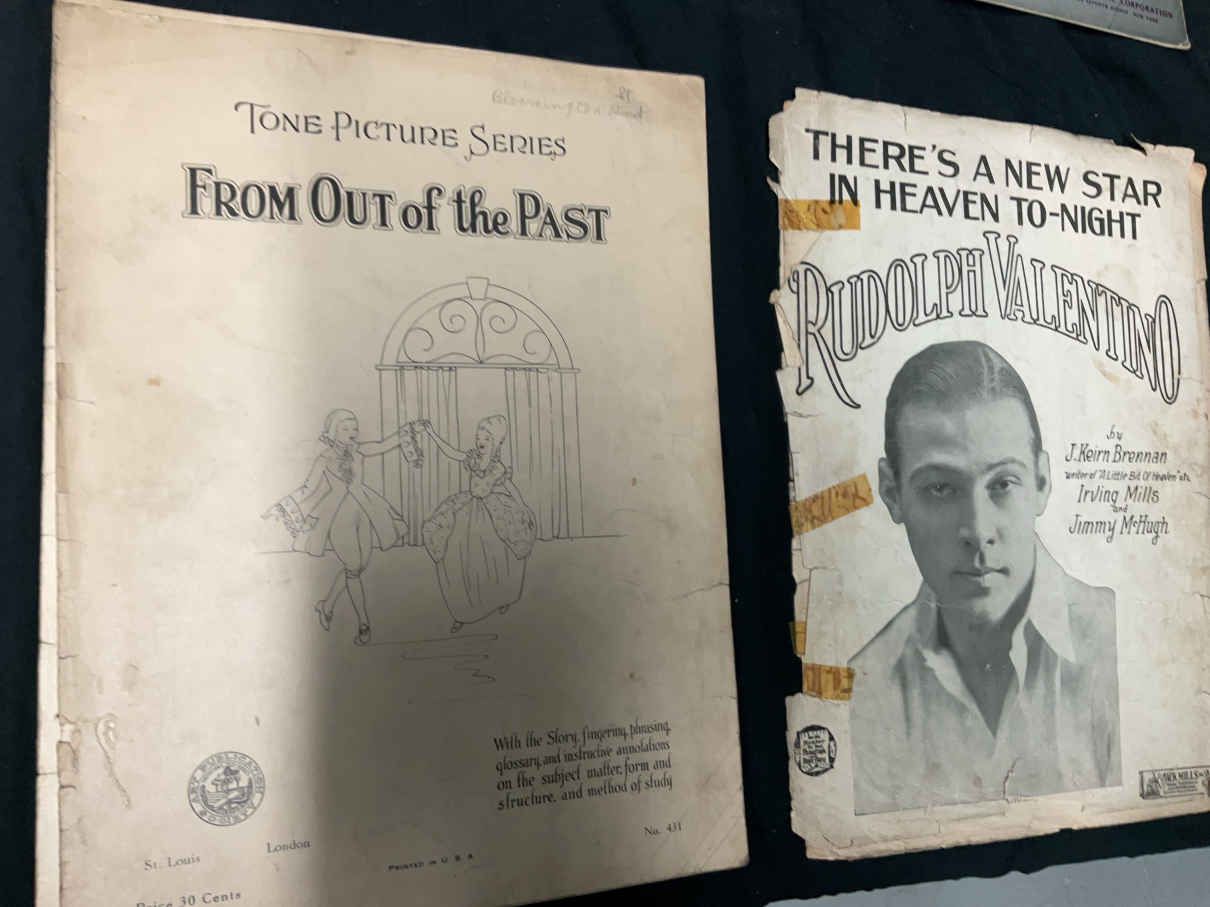 CORPORATION
TONE PICTURE SERIES
FROM OUT of the PAST
With the Story, fingering, phrasing,
glossary, and instructive annotations
on the subject matter, form and
structure, and method of study
No. 431
St. Louis
London
PRINTED IN U. S. A.
Price 30 Cents
THERE'S A NEW STAR
IN HEAVEN TO-NIGHT
RUDOLPH VALENTINO
by
J. Keirn Brennan
writer of "A Little Bit Of Heaven" etc.
Irving Mills
and
Jimmy McHugh
JACK MILLS